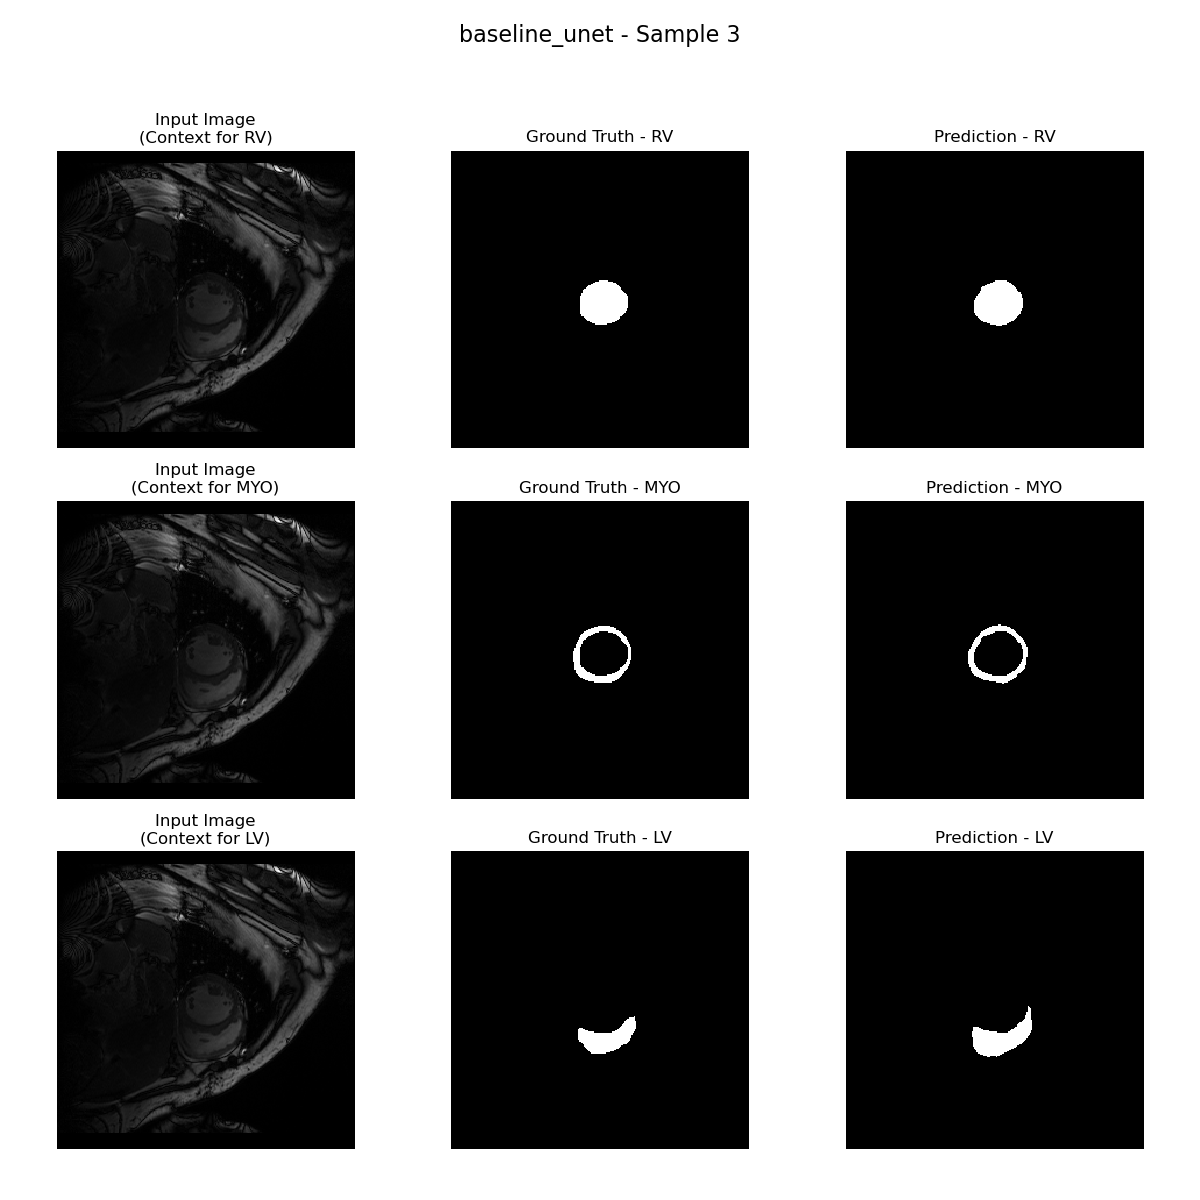 baseline_unet - Sample 3
Input Image
(Context for RV)
Ground Truth - RV
Prediction - RV
Input Image
(Context for MYO)
Ground Truth - MYO
Prediction - MYO
Input Image
(Context for LV)
Ground Truth - LV
Prediction - LV